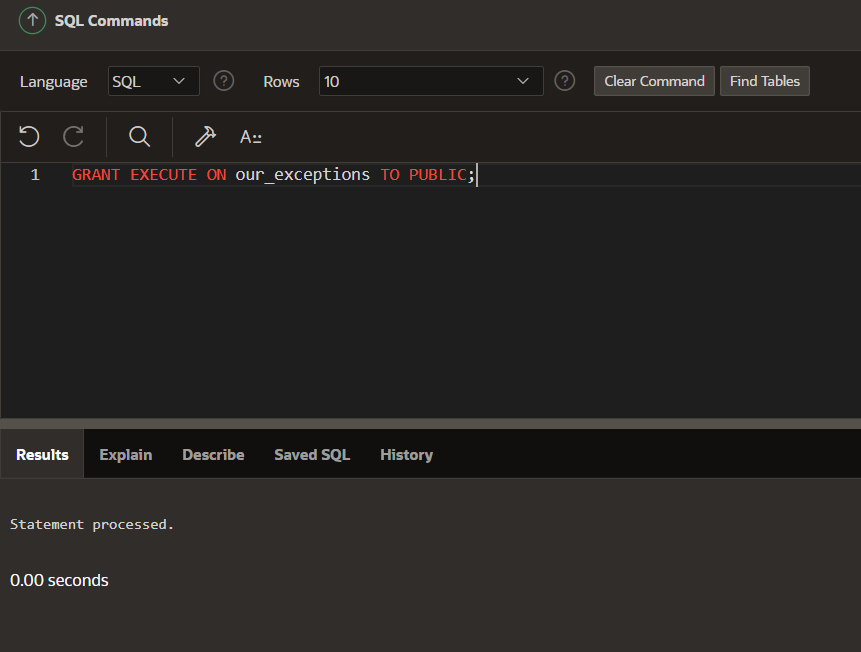 SQL Commands
Language SQL ? Rows 10 ? Clear Command Find Tables
A::
1 GRANT EXECUTE ON our_exceptions TO PUBLIC;
Results Explain Describe Saved SQL History
Statement processed.
0.00 seconds